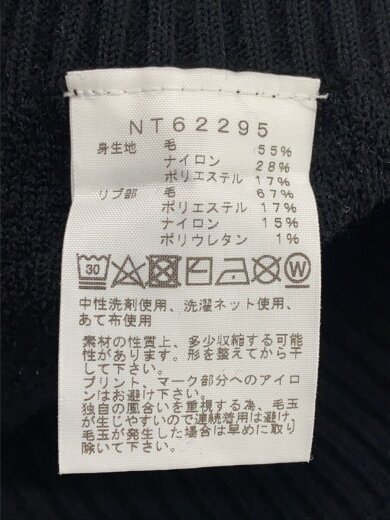 NT62295
身生地 毛 55%
ナイロン 28%
ポリエステル 17%
リブ部 毛 67%
ポリエステル 17%
ナイロン 15%
ポリウレタン 1%
30 W
中性洗剤使用、洗濯ネット使用、
あて布使用
素材の性質上、多少収縮する可能
性があります。形を整えてから干
して下さい。
プリント、マーク部分へのアイロ
ンはお避け下さい。
独自の風合いを重視する為、毛玉
が生じやすいので連続着用は避け、
毛玉が発生した場合は早めに取り
除いて下さい。